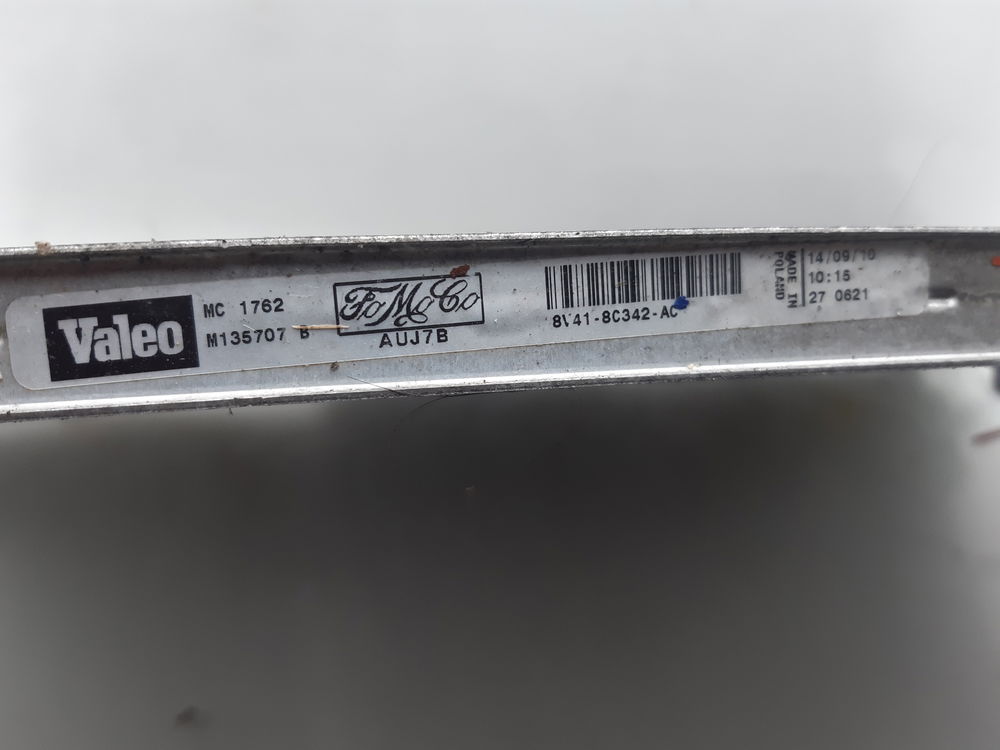 Valeo
MC 1762
M135707 B
FoMoCo
AUJ7B
8V41-8C342-AC
MADE IN
POLAND
14/09/10
10:15
27 0621